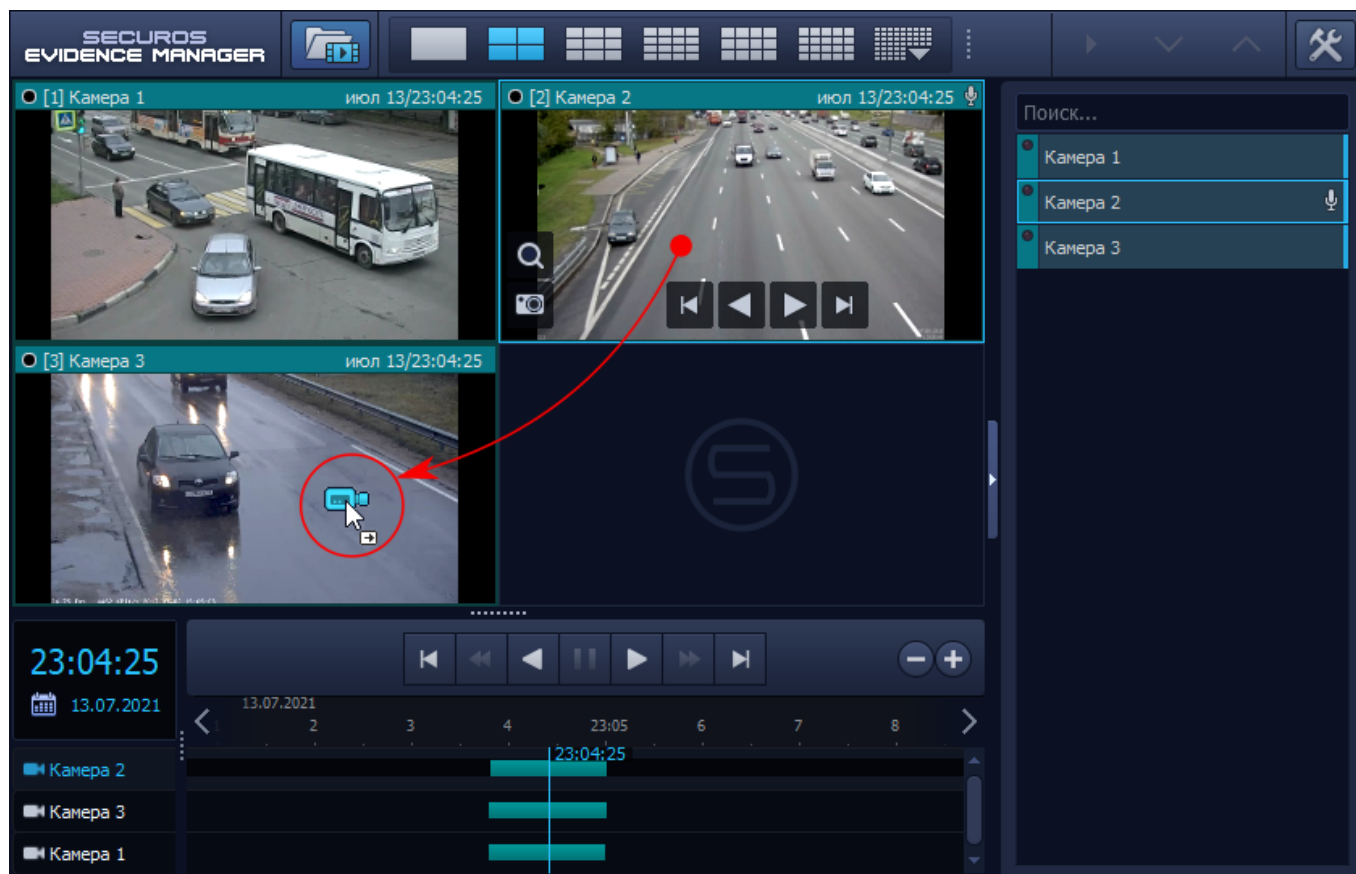 SECUROS
EVIDENCE MANAGER
[1] Камера 1
июл 13/23:04:25
[2] Камера 2
июл 13/23:04:25
Поиск...
Камера 1
Камера 2
Камера 3
[3] Камера 3
июл 13/23:04:25
23:04:25
13.07.2021
13.07.2021
2 3 4 23:05 6 7 8
23:04:25
Камера 2
Камера 3
Камера 1